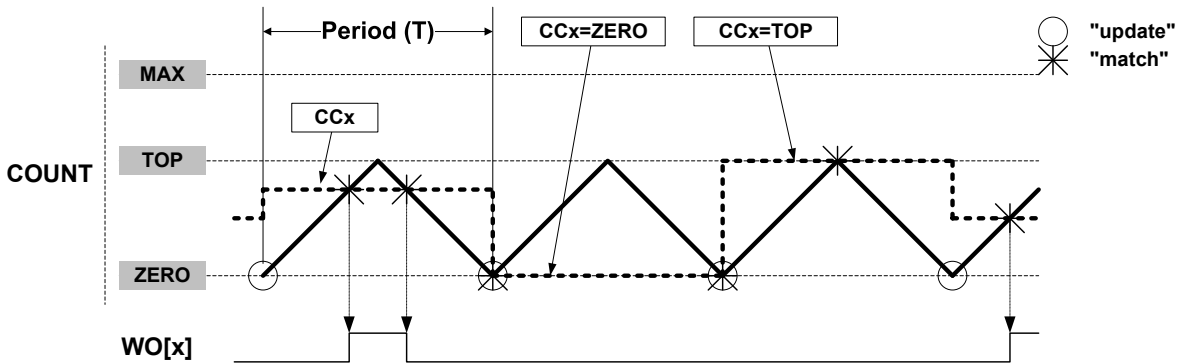 Period (T)
CCx=ZERO
CCx=TOP
"update"
"match"
MAX
CCx
TOP
COUNT
ZERO
WO[x]